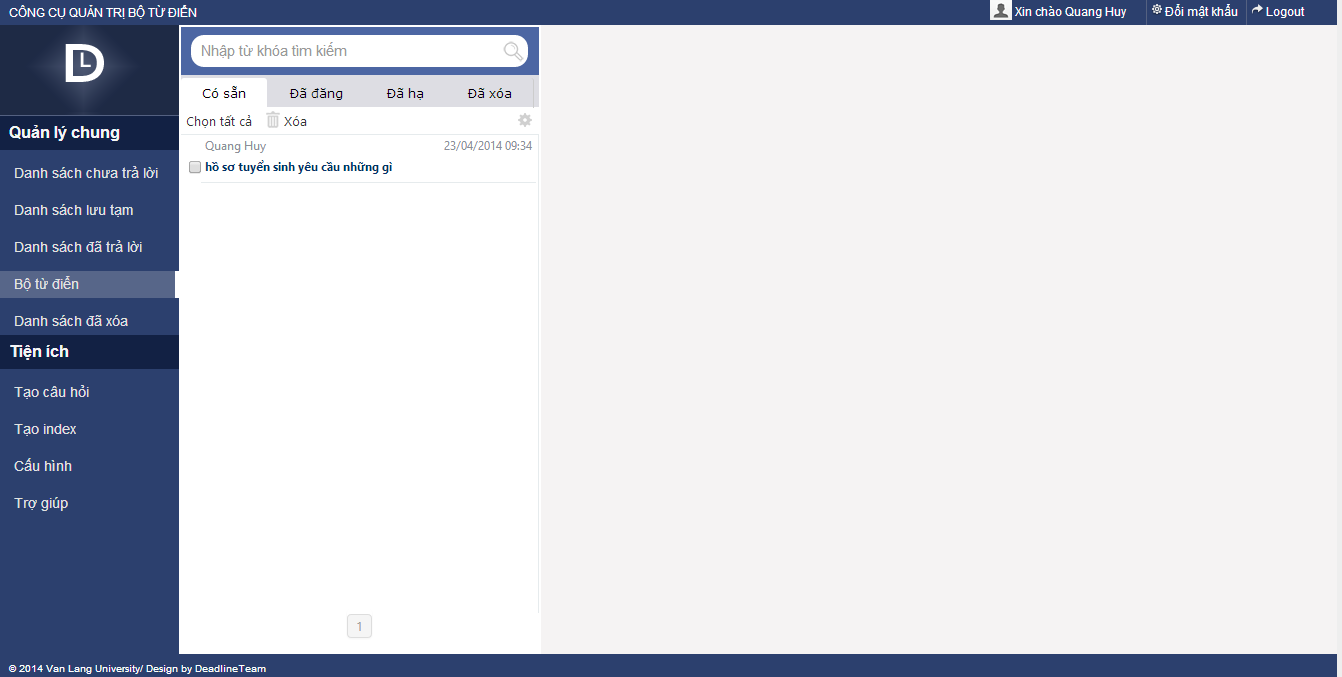 CÔNG CỤ QUẢN TRỊ BỘ TỪ ĐIỂN
Xin chào Quang Huy
Đổi mật khẩu
Logout
DL
Nhập từ khóa tìm kiếm
Có sẵn
Đã đăng
Đã hạ
Đã xóa
Chọn tất cả
Xóa
Quang Huy
23/04/2014 09:34
hồ sơ tuyển sinh yêu cầu những gì
1
Quản lý chung
Danh sách chưa trả lời
Danh sách lưu tạm
Danh sách đã trả lời
Bộ từ điển
Danh sách đã xóa
Tiện ích
Tạo câu hỏi
Tạo index
Cấu hình
Trợ giúp
© 2014 Van Lang University/ Design by DeadlineTeam